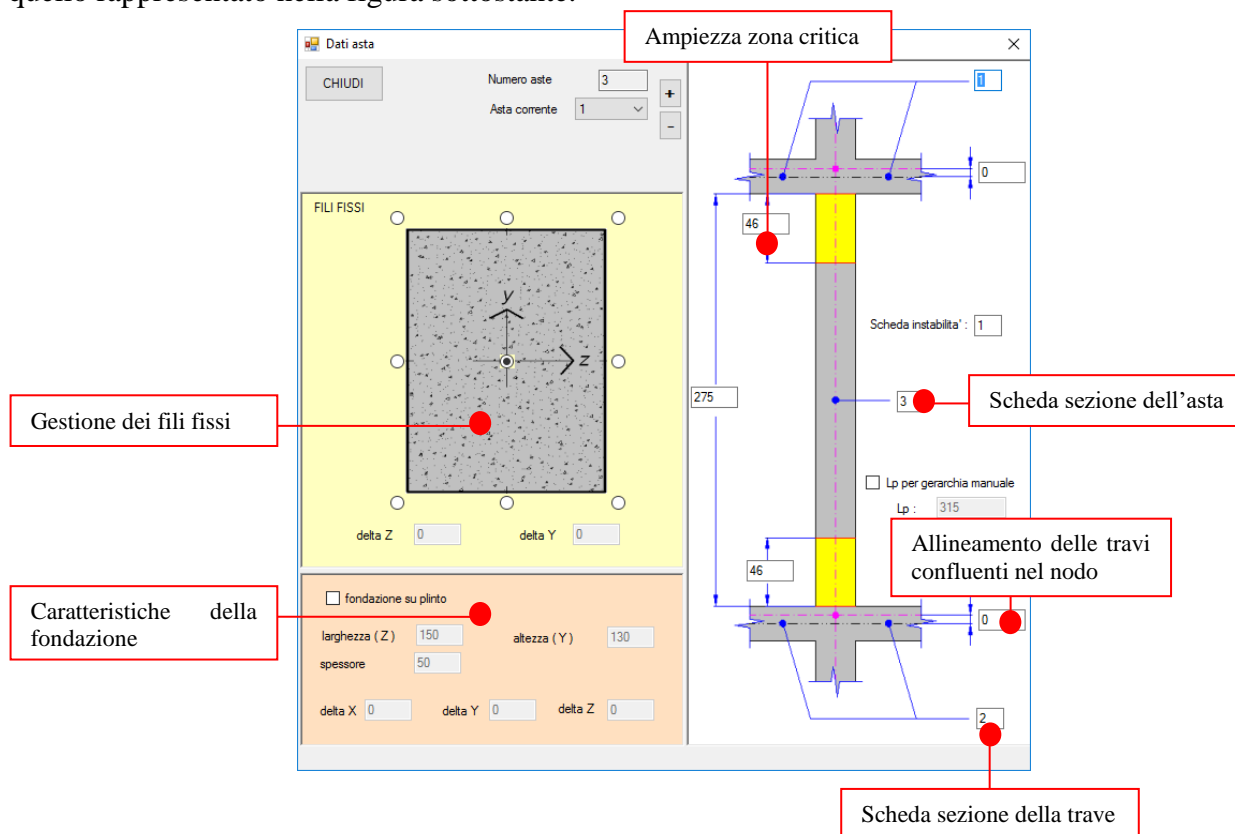 quello rappresentato nella figura sottostante.
Ampiezza zona critica
Dati asta
CHIUDI
Numero aste 3
Asta corrente 1
+
-
1
0
FILI FISSI
y
z
46
Scheda instabilita' : 1
275
3
Scheda sezione dell'asta
Gestione dei fili fissi
Lp per gerarchia manuale
Lp : 315
delta Z 0 delta Y 0
Allineamento delle travi
confluenti nel nodo
46
0
Caratteristiche della
fondazione
fondazione su plinto
larghezza ( Z ) 150 altezza ( Y ) 130
spessore 50
delta X 0 delta Y 0 delta Z 0
2
Scheda sezione della trave